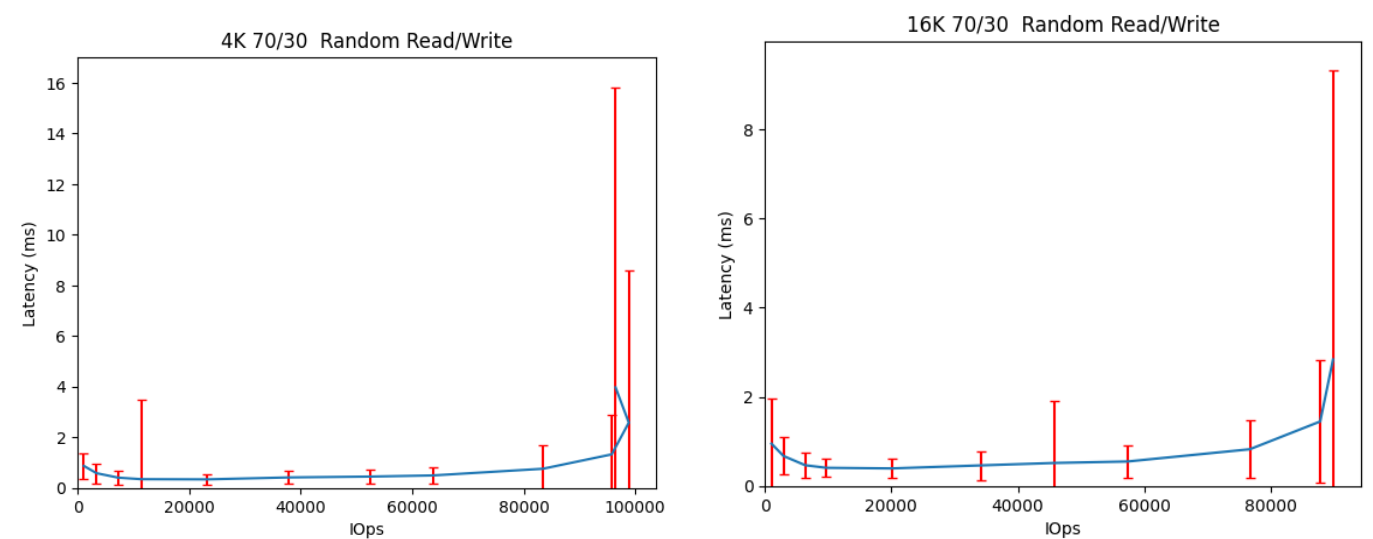 4K 70/30  Random Read/Write
16
14
12
10
8
6
4
2
0
Latency (ms)
0 20000 40000 60000 80000 100000
IOps
16K 70/30  Random Read/Write
8
6
4
2
0
Latency (ms)
0 20000 40000 60000 80000
IOps